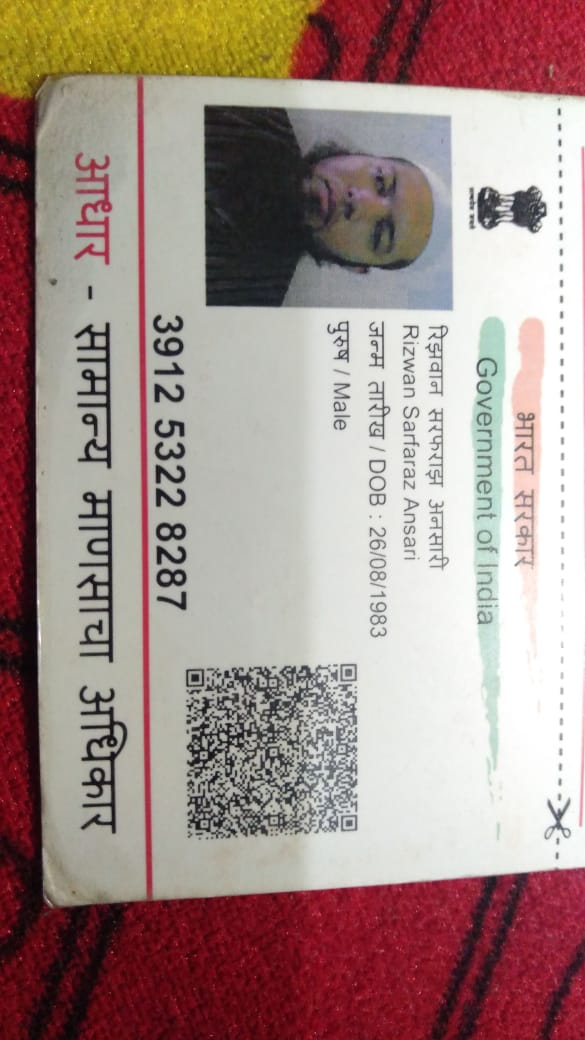 भारत सरकार
Government of India
रिझवान सरफराझ अनसारी
Rizwan Sarfaraz Ansari
जन्म तारीख / DOB : 26/08/1983
पुरुष / Male
3912 5322 8287
आधार - सामान्य माणसाचा अधिकार